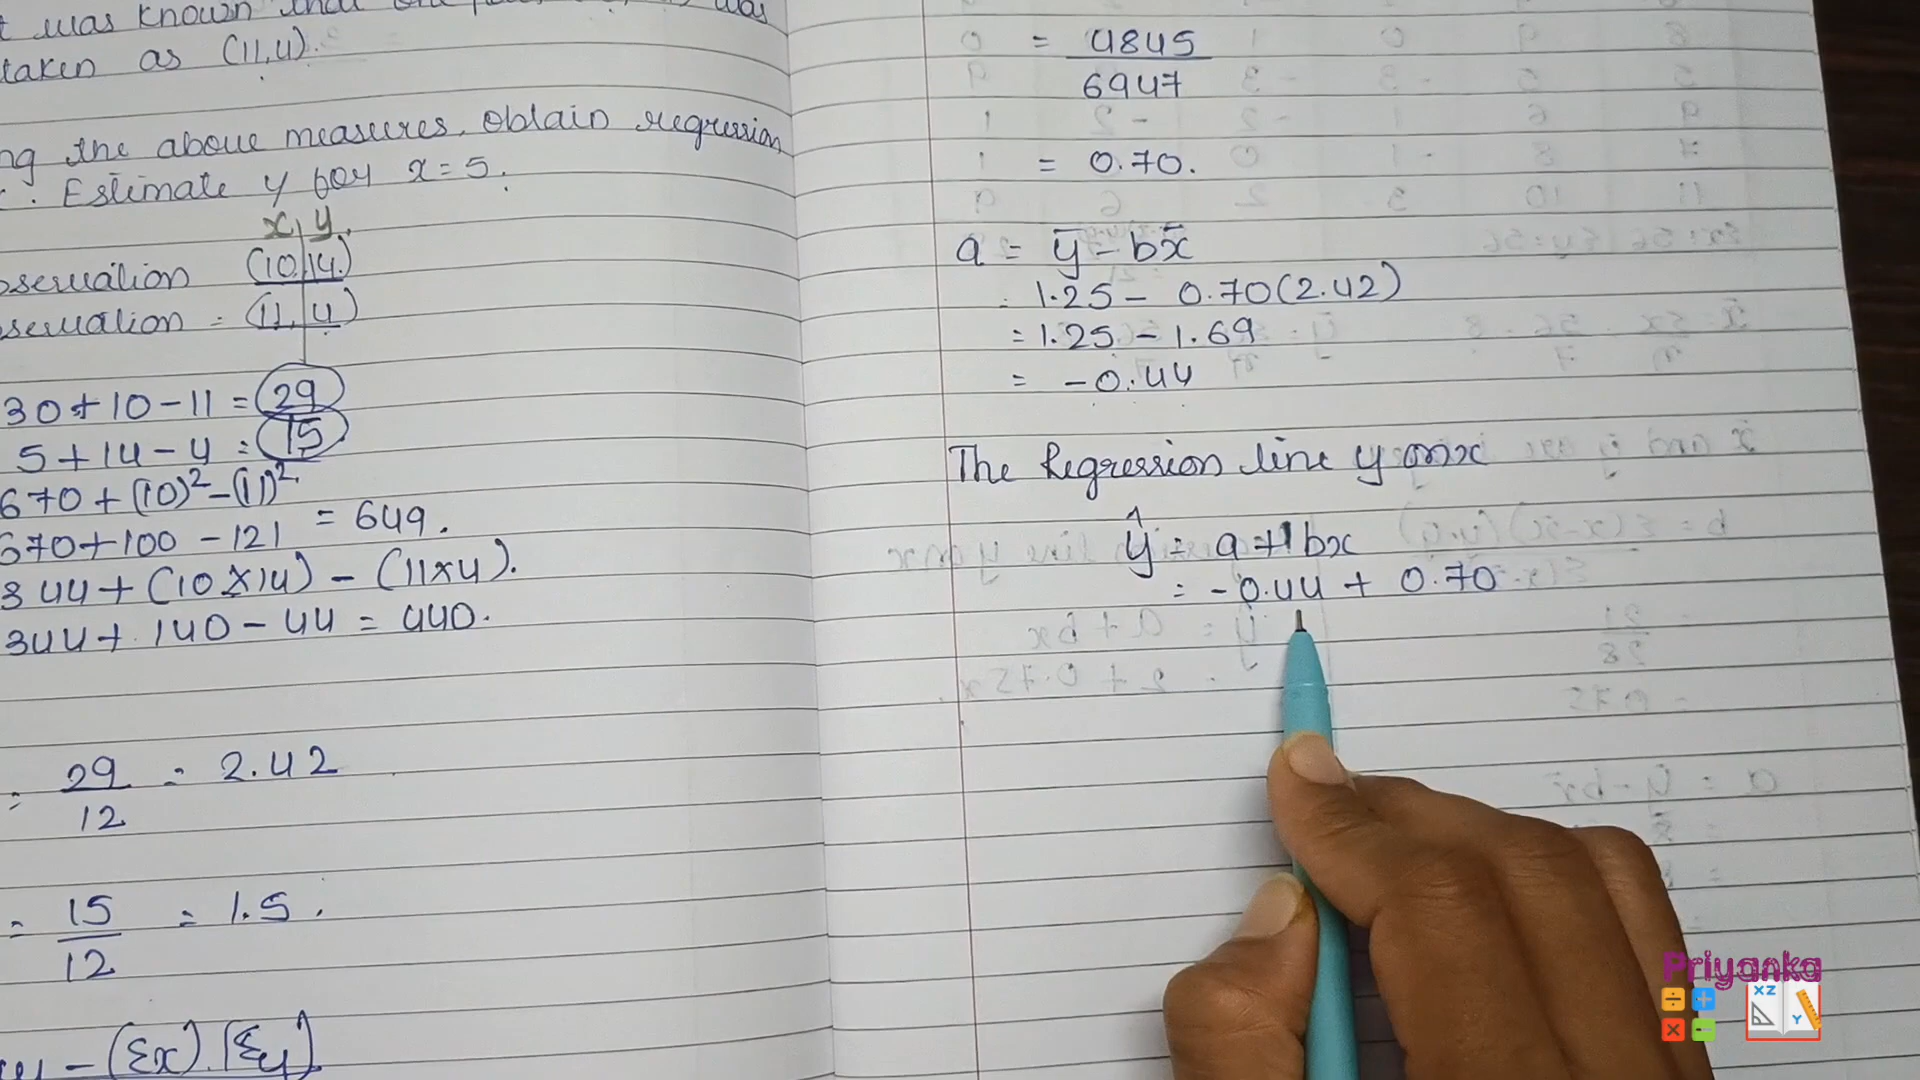 t was known that one
taken as (11,4).
ng the above measures, obtain regression
. Estimate y for x = 5.
x, y
servation (10, 14)
servation = (11, 4)
30 + 10 - 11 = 29
5 + 14 - 4 = 15
670 + (10)² - (11)²
670 + 100 - 121 = 649.
344 + (10 × 14) - (11 × 4).
344 + 140 - 44 = 440.
= 29/12 = 2.42
= 15/12 = 1.5.
- (Σx).(Σy)
= 4845/6947
= 0.70.
a = ȳ - bx̄
= 1.25 - 0.70(2.42)
= 1.25 - 1.69
= -0.44
The Regression line y on x
ŷ = a + bx
= -0.44 + 0.70
Priyanka
XZ
Y